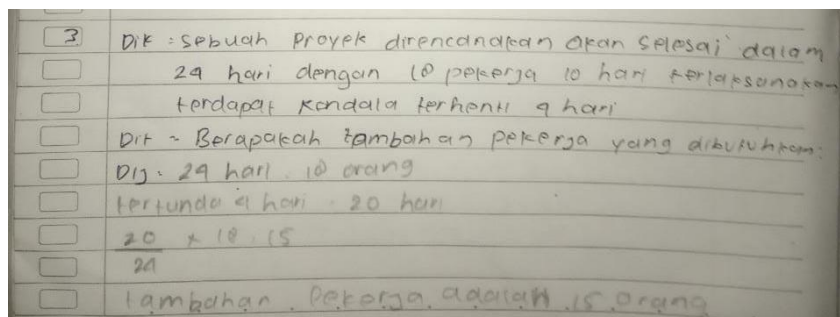 3 Dik : sebuah proyek direncanakan akan selesai dalam
24 hari dengan 18 pekerja 10 hari terlaksanakan
terdapat kendala terhenti 4 hari
Dit = Berapakah tambahan pekerja yang dibutuhkan.
Dij. 24 hari . 18 orang
tertunda 4 hari . 20 hari
20 x 18 . 15
24
tambahan . pekerja . adalah . 15 . orang